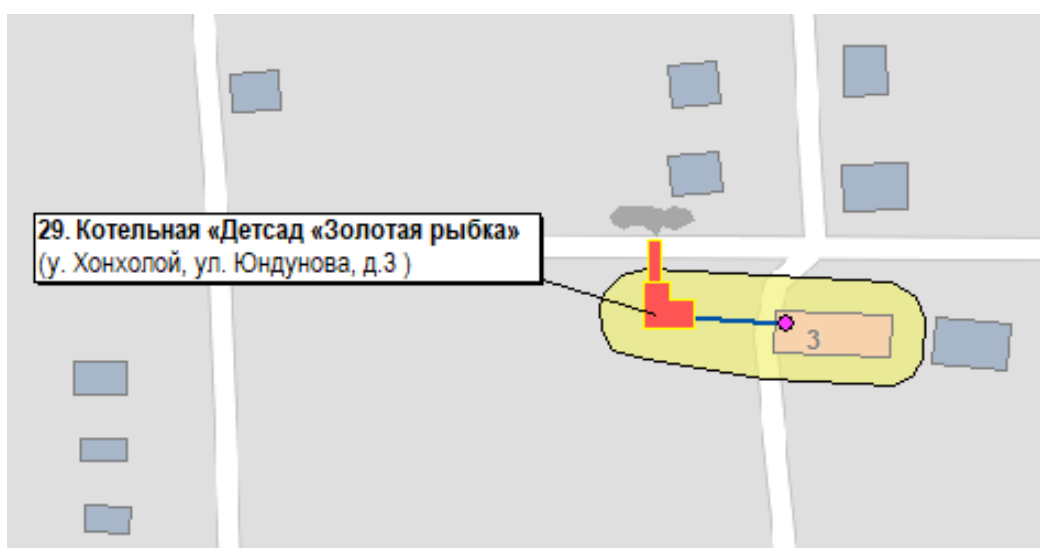 29. Котельная «Детсад «Золотая рыбка»
(у. Хонхолой, ул. Юндунова, д.3 )
3